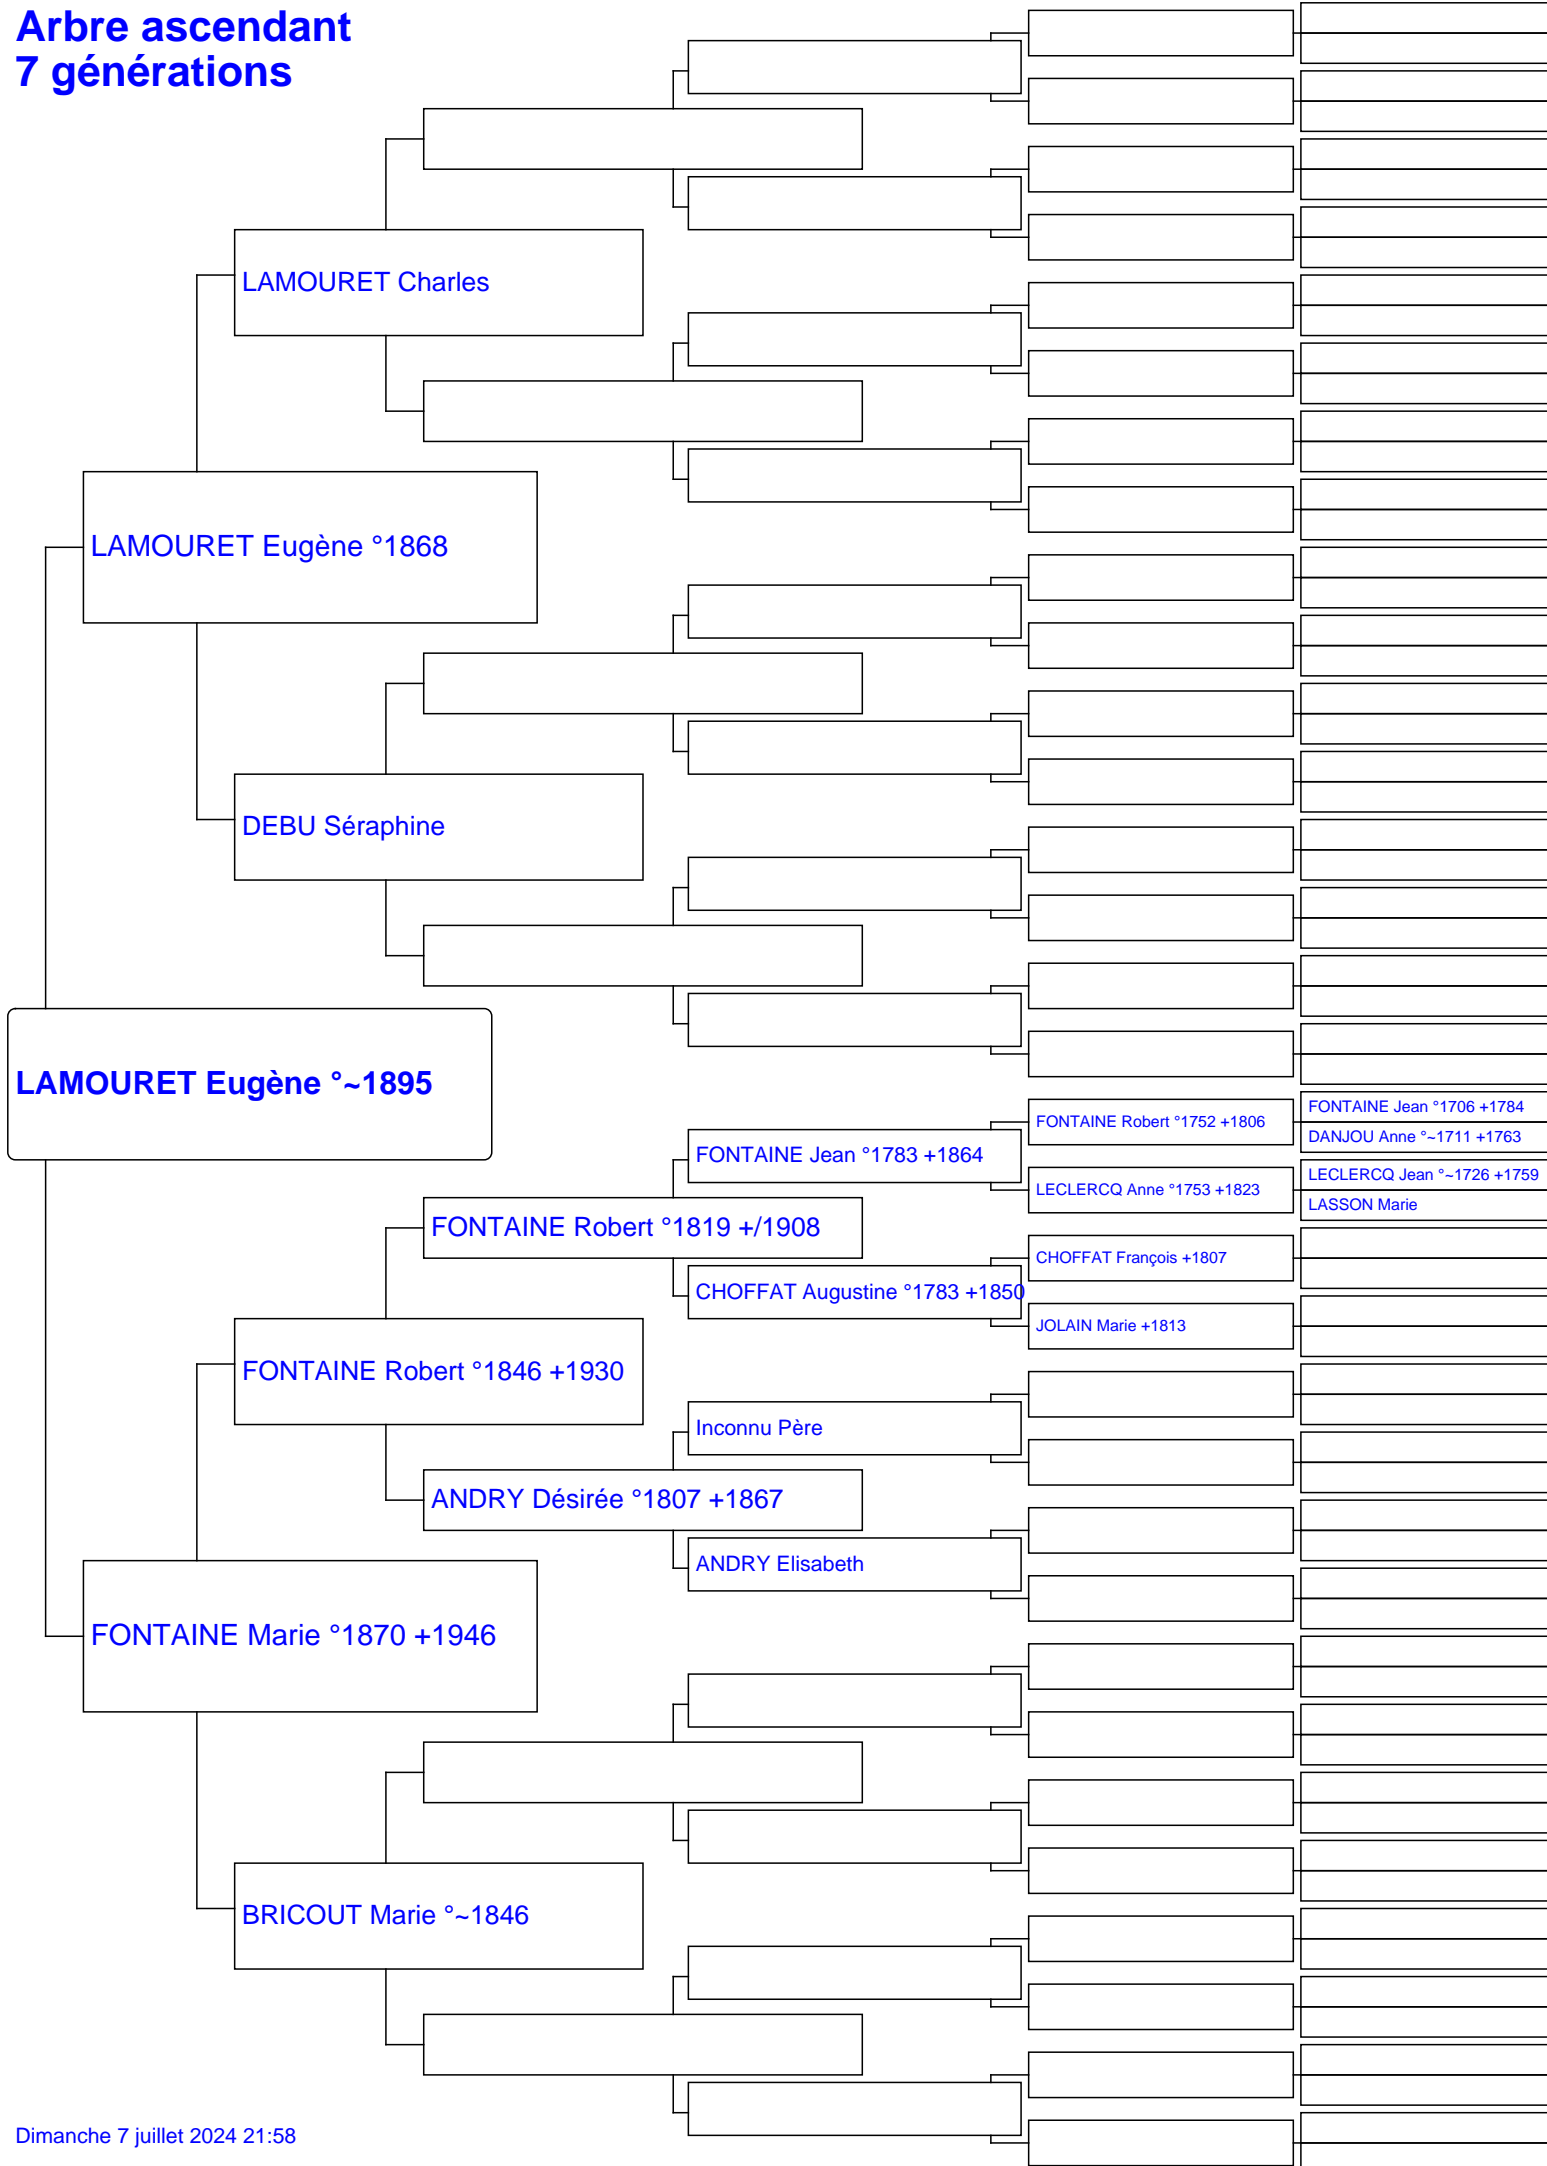 Arbre ascendant
7 générations
LAMOURET Charles
LAMOURET Eugène °1868
DEBU Séraphine
LAMOURET Eugène °~1895
FONTAINE Robert °1752 +1806
FONTAINE Jean °1706 +1784
DANJOU Anne °~1711 +1763
FONTAINE Jean °1783 +1864
LECLERCQ Anne °1753 +1823
LECLERCQ Jean °~1726 +1759
LASSON Marie
FONTAINE Robert °1819 +/1908
CHOFFAT François +1807
CHOFFAT Augustine °1783 +1850
JOLAIN Marie +1813
FONTAINE Robert °1846 +1930
Inconnu Père
ANDRY Désirée °1807 +1867
ANDRY Elisabeth
FONTAINE Marie °1870 +1946
BRICOUT Marie °~1846
Dimanche 7 juillet 2024 21:58